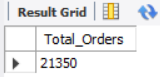 Result Grid
Total_Orders
21350